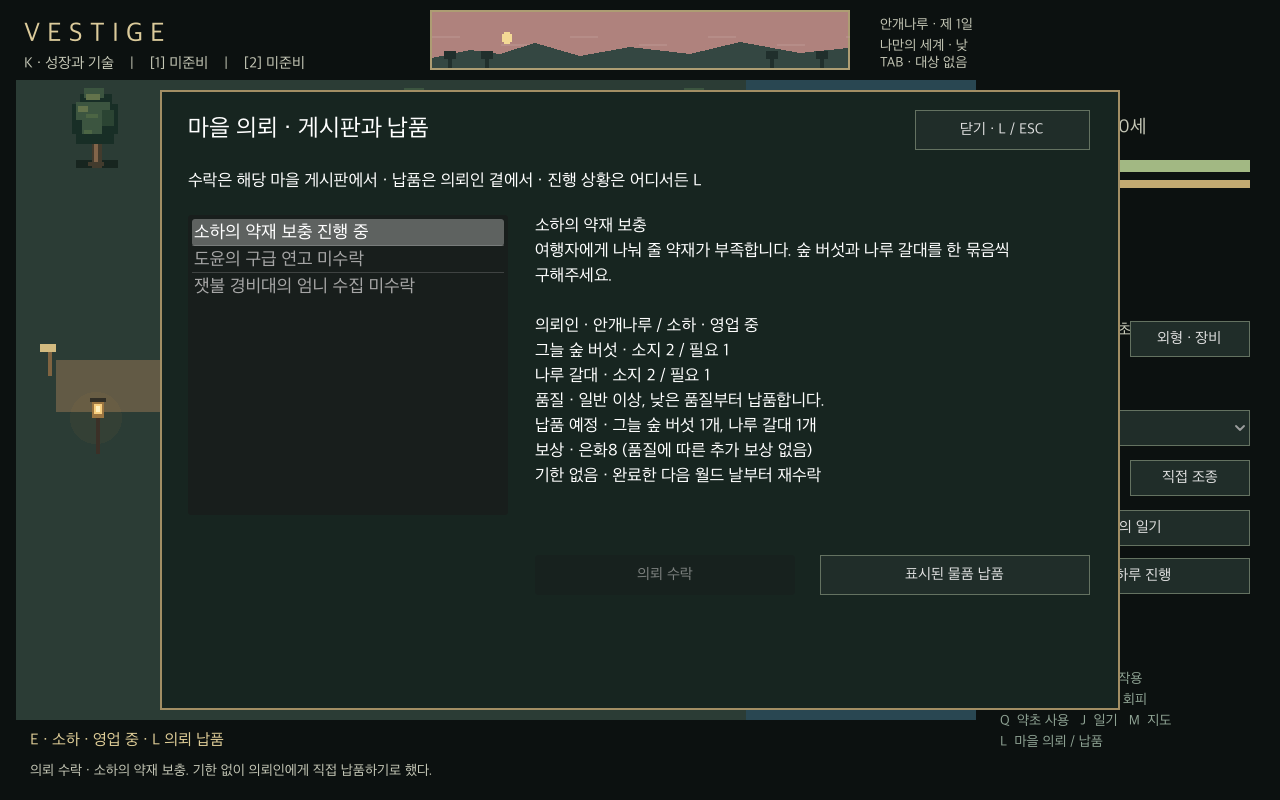 VESTIGE
K · 성장과 기술 | [1] 미준비 | [2] 미준비
안개나루 · 제 1일
나만의 세계 · 낮
TAB · 대상 없음
마을 의뢰 · 게시판과 납품
닫기 · L / ESC
0세
수락은 해당 마을 게시판에서 · 납품은 의뢰인 곁에서 · 진행 상황은 어디서든 L
소하의 약재 보충 진행 중
도윤의 구급 연고 미수락
잿불 경비대의 엄니 수집 미수락
소하의 약재 보충
여행자에게 나눠 줄 약재가 부족합니다. 숲 버섯과 나루 갈대를 한 묶음씩
구해주세요.
의뢰인 · 안개나루 / 소하 · 영업 중
그늘 숲 버섯 · 소지 2 / 필요 1
나루 갈대 · 소지 2 / 필요 1
품질 · 일반 이상, 낮은 품질부터 납품합니다.
납품 예정 · 그늘 숲 버섯 1개, 나루 갈대 1개
보상 · 은화8 (품질에 따른 추가 보상 없음)
기한 없음 · 완료한 다음 월드 날부터 재수락
의뢰 수락
표시된 물품 납품
초
외형 · 장비
직접 조종
의 일기
하루 진행
작용
회피
Q 약초 사용 J 일기 M 지도
L 마을 의뢰 / 납품
E · 소하 · 영업 중 · L 의뢰 납품
의뢰 수락 · 소하의 약재 보충. 기한 없이 의뢰인에게 직접 납품하기로 했다.